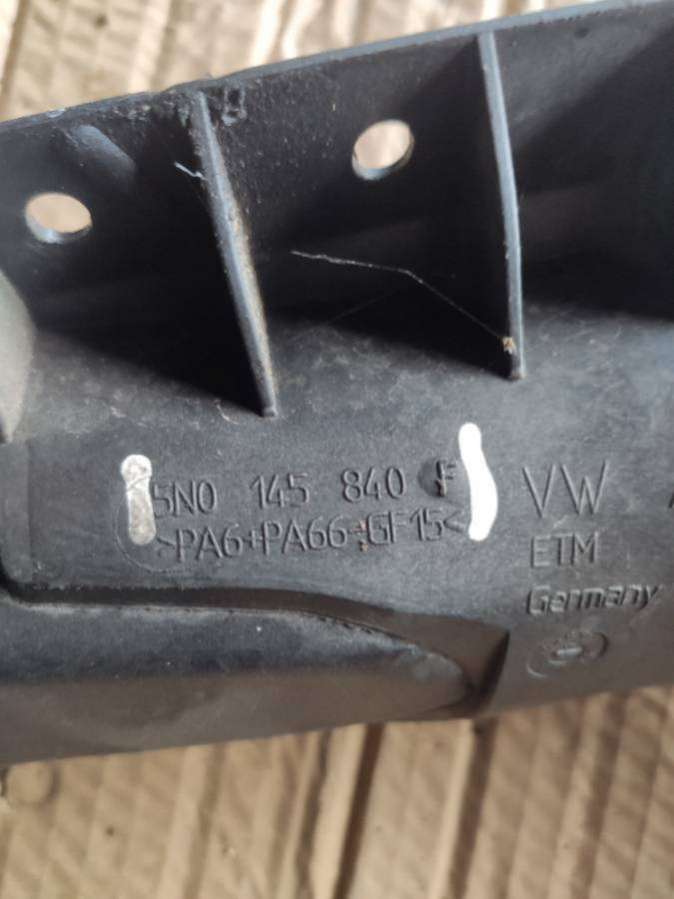 5N0 145 840 F
>PA6+PA66-GF15<
VW
ETM
Germany